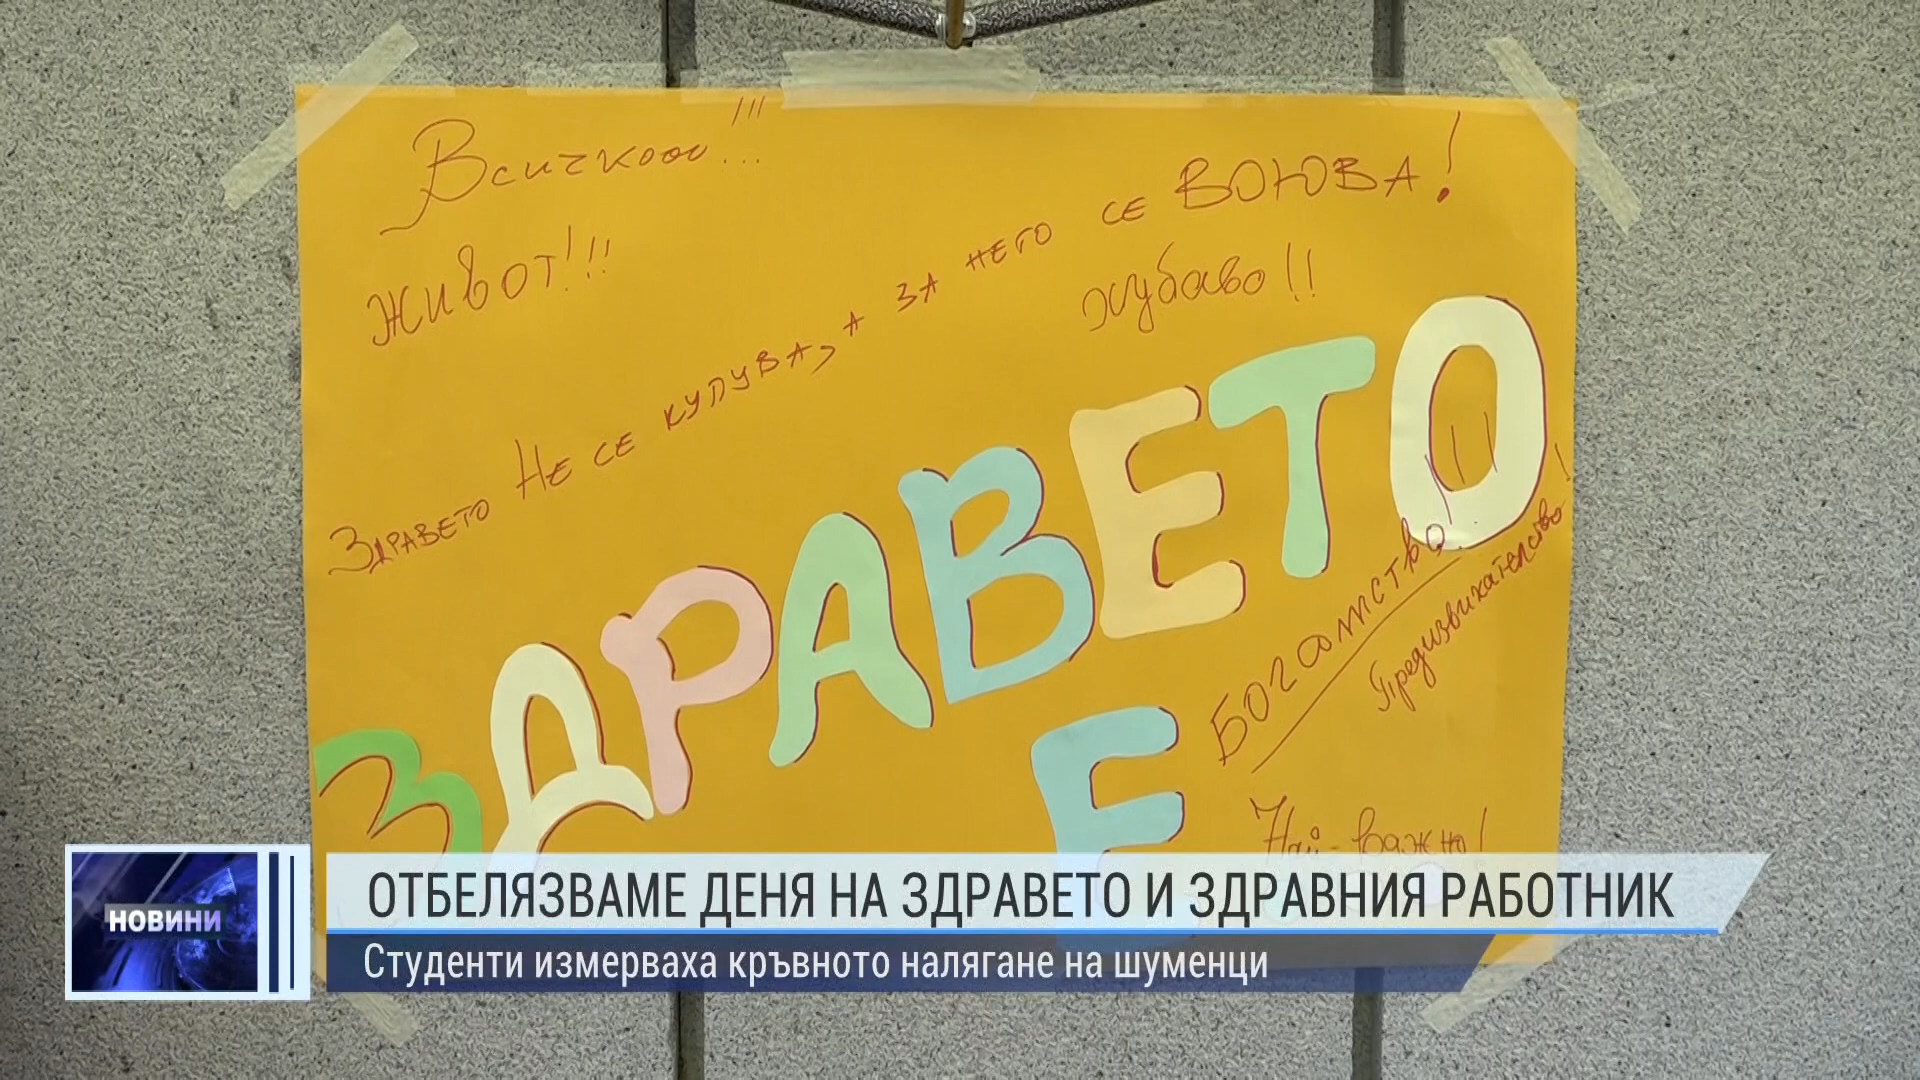 Всичкооо...!!!
живот!!!
Здравето Не се купува, а за него се ВОЮВА!
хубаво!!
ЗДРАВЕТО
Е
Богатство!!!
Предизвикателство!
Най-важно!
НОВИНИ
ОТБЕЛЯЗВАМЕ ДЕНЯ НА ЗДРАВЕТО И ЗДРАВНИЯ РАБОТНИК
Студенти измерваха кръвното налягане на шуменци